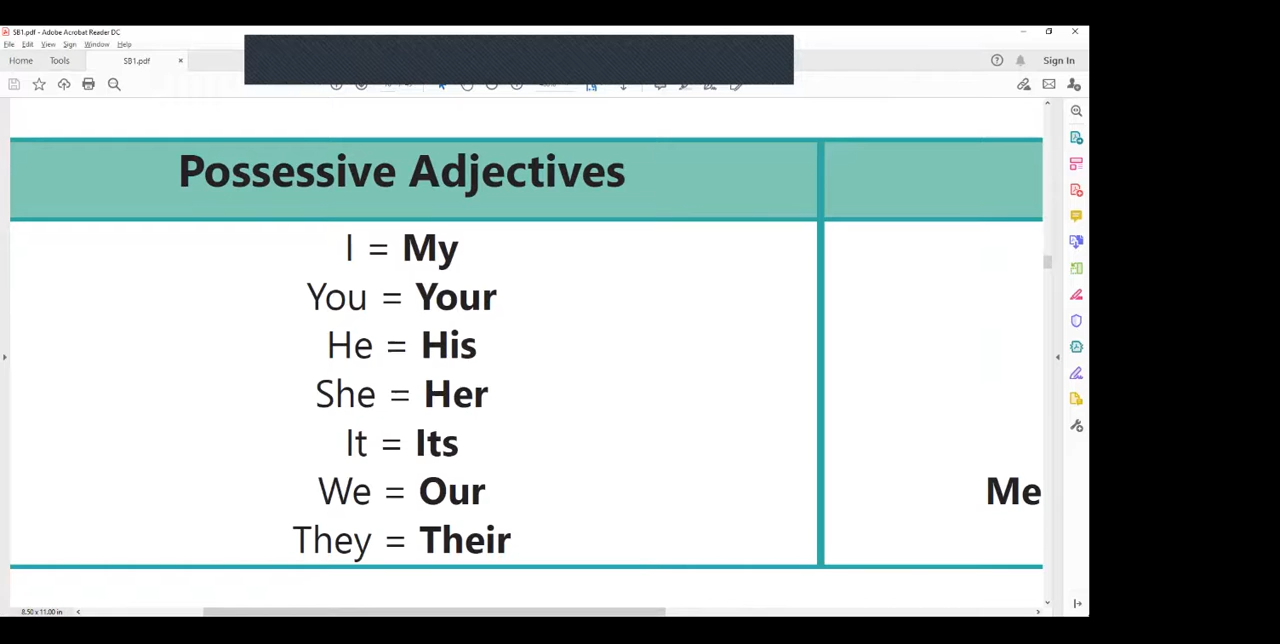 SB1.pdf - Adobe Acrobat Reader DC
File Edit View Sign Window Help
Home Tools SB1.pdf × Sign In
Possessive Adjectives
I = My
You = Your
He = His
She = Her
It = Its
We = Our
Me
They = Their
8.50 x 11.00 in